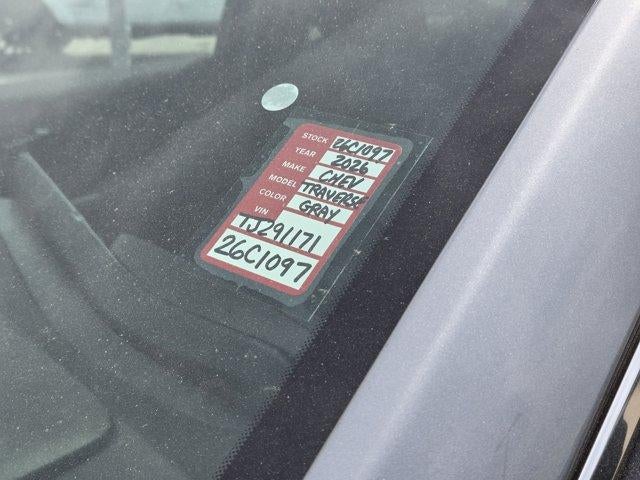 STOCK 26C1097
YEAR 2026
MAKE CHEV
MODEL TRAVERSE
COLOR GRAY
VIN TJ291171
26C1097